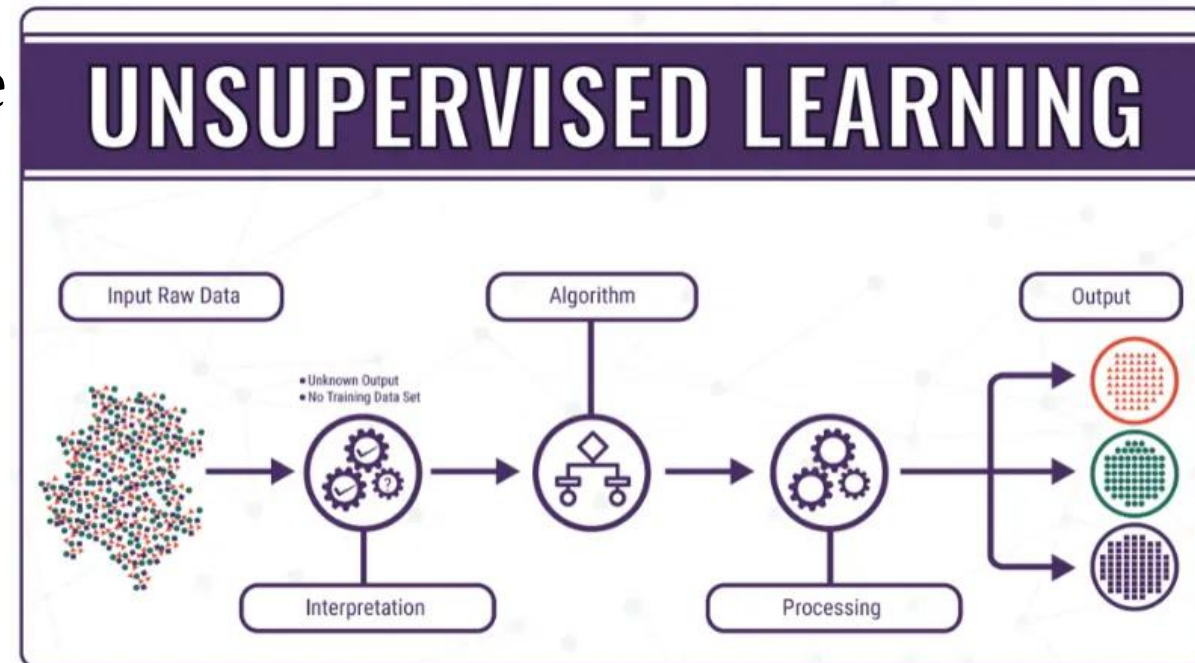 e
UNSUPERVISED LEARNING
Input Raw Data
Algorithm
Output
• Unknown Output
• No Training Data Set
?
Interpretation
Processing